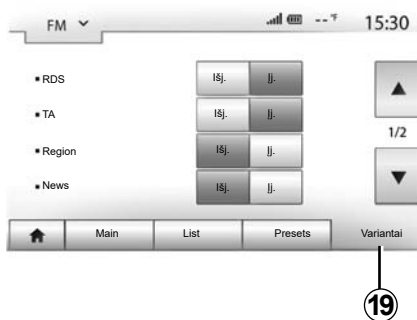 FM -- °F 15:30
▪ RDS Išj. Įj.
▪ TA Išj. Įj.
1/2
▪ Region Išj. Įj.
▪ News Išj. Įj.
Main List Presets Variantai
19